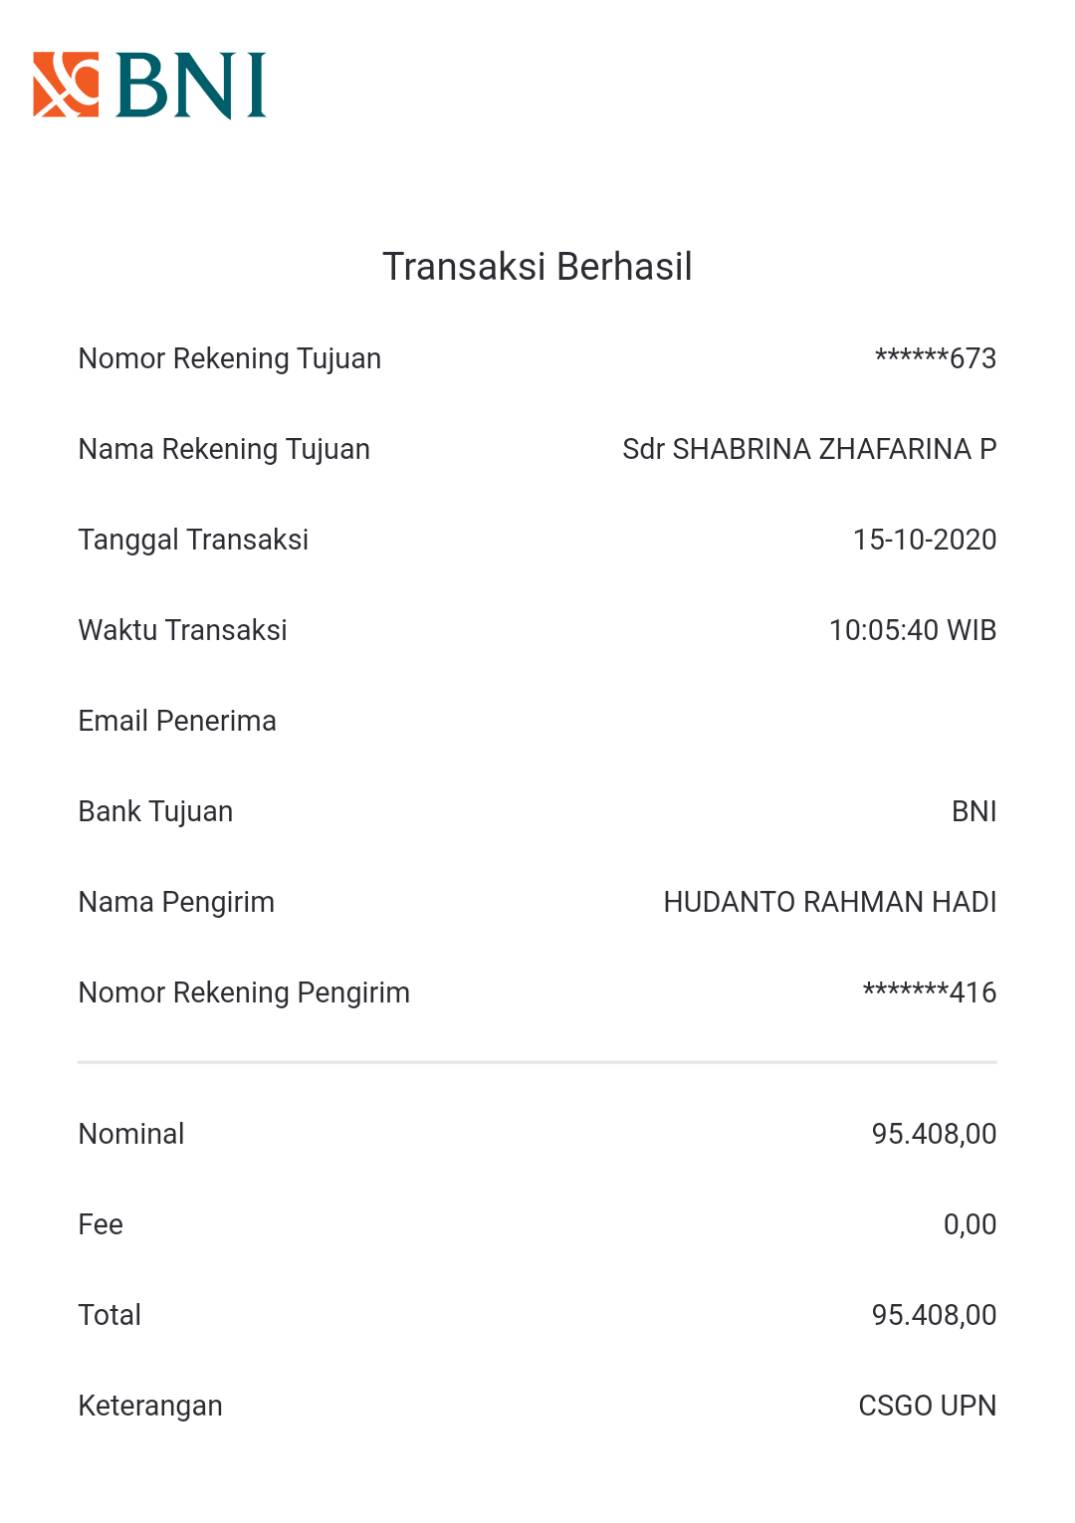 BNI
Transaksi Berhasil
Nomor Rekening Tujuan ******673
Nama Rekening Tujuan Sdr SHABRINA ZHAFARINA P
Tanggal Transaksi 15-10-2020
Waktu Transaksi 10:05:40 WIB
Email Penerima
Bank Tujuan BNI
Nama Pengirim HUDANTO RAHMAN HADI
Nomor Rekening Pengirim *******416
Nominal 95.408,00
Fee 0,00
Total 95.408,00
Keterangan CSGO UPN